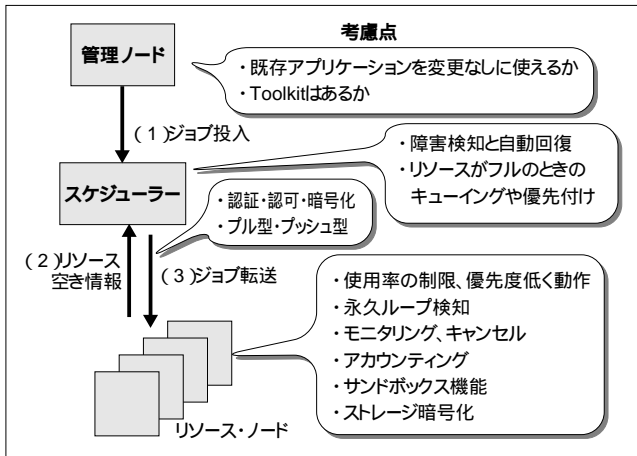 考慮点
管理ノード
・既存アプリケーションを変更なしに使えるか
・Toolkitはあるか
(1)ジョブ投入
・障害検知と自動回復
・リソースがフルのときの
キューイングや優先付け
スケジューラー
・認証・認可・暗号化
・プル型・プッシュ型
(2)リソース
空き情報
(3)ジョブ転送
・使用率の制限、優先度低く動作
・永久ループ検知
・モニタリング、キャンセル
・アカウンティング
・サンドボックス機能
・ストレージ暗号化
リソース・ノード